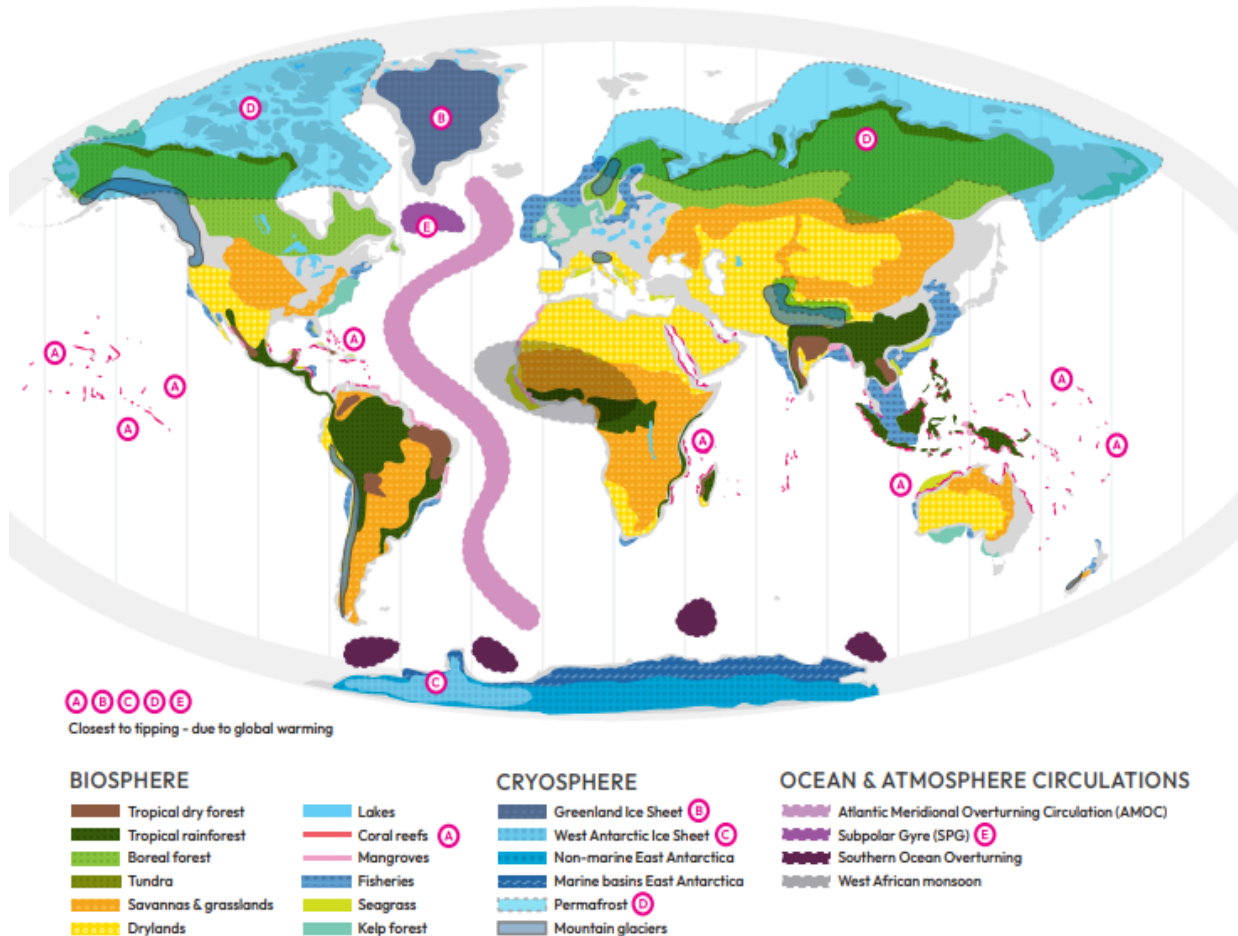 D
B
D
E
A
A
A
A
A
A
A
A
C
A B C D E
Closest to tipping - due to global warming
BIOSPHERE
Tropical dry forest
Tropical rainforest
Boreal forest
Tundra
Savannas & grasslands
Drylands
Lakes
Coral reefs A
Mangroves
Fisheries
Seagrass
Kelp forest
CRYOSPHERE
Greenland Ice Sheet B
West Antarctic Ice Sheet C
Non-marine East Antarctica
Marine basins East Antarctica
Permafrost D
Mountain glaciers
OCEAN & ATMOSPHERE CIRCULATIONS
Atlantic Meridional Overturning Circulation (AMOC)
Subpolar Gyre (SPG) E
Southern Ocean Overturning
West African monsoon